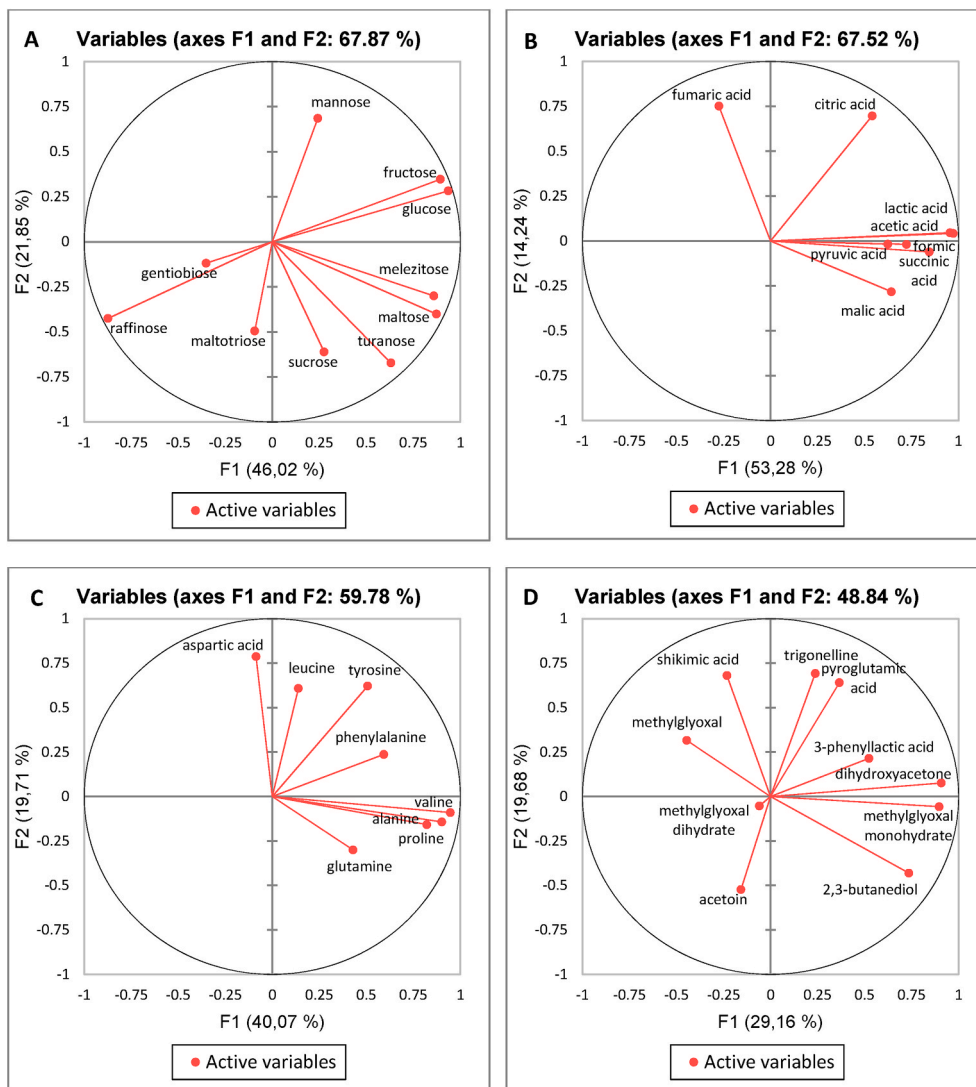 A Variables (axes F1 and F2: 67.87 %)
1
0.75
0.5
0.25
0
-0.25
-0.5
-0.75
-1
F2 (21,85 %)
mannose
fructose
glucose
gentiobiose
melezitose
raffinose
maltotriose
maltose
sucrose
turanose
-1 -0.75 -0.5 -0.25 0 0.25 0.5 0.75 1
F1 (46,02 %)
Active variables
B Variables (axes F1 and F2: 67.52 %)
1
0.75
0.5
0.25
0
-0.25
-0.5
-0.75
-1
F2 (14,24 %)
fumaric acid
citric acid
lactic acid
acetic acid
pyruvic acid
formic
succinic
acid
malic acid
-1 -0.75 -0.5 -0.25 0 0.25 0.5 0.75 1
F1 (53,28 %)
Active variables
C Variables (axes F1 and F2: 59.78 %)
1
0.75
0.5
0.25
0
-0.25
-0.5
-0.75
-1
F2 (19,71 %)
aspartic acid
leucine
tyrosine
phenylalanine
valine
alanine
proline
glutamine
-1 -0.75 -0.5 -0.25 0 0.25 0.5 0.75 1
F1 (40,07 %)
Active variables
D Variables (axes F1 and F2: 48.84 %)
1
0.75
0.5
0.25
0
-0.25
-0.5
-0.75
-1
F2 (19,68 %)
shikimic acid
trigonelline
pyroglutamic
acid
methylglyoxal
3-phenyllactic acid
dihydroxyacetone
methylglyoxal
dihydrate
methylglyoxal
monohydrate
acetoin
2,3-butanediol
-1 -0.75 -0.5 -0.25 0 0.25 0.5 0.75 1
F1 (29,16 %)
Active variables